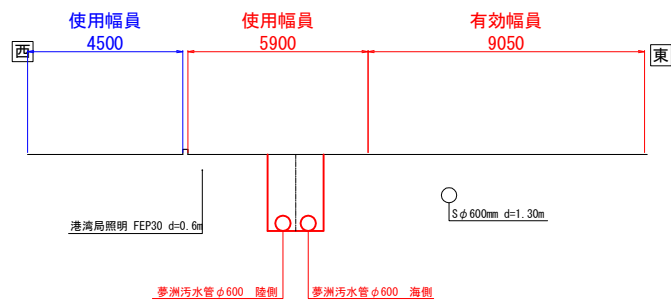 使用幅員
4500
使用幅員
5900
有効幅員
9050
西
東
港湾局照明 FEP30 d=0.6m
Sφ600mm d=1.30m
夢洲汚水管φ600 陸側
夢洲汚水管φ600 海側